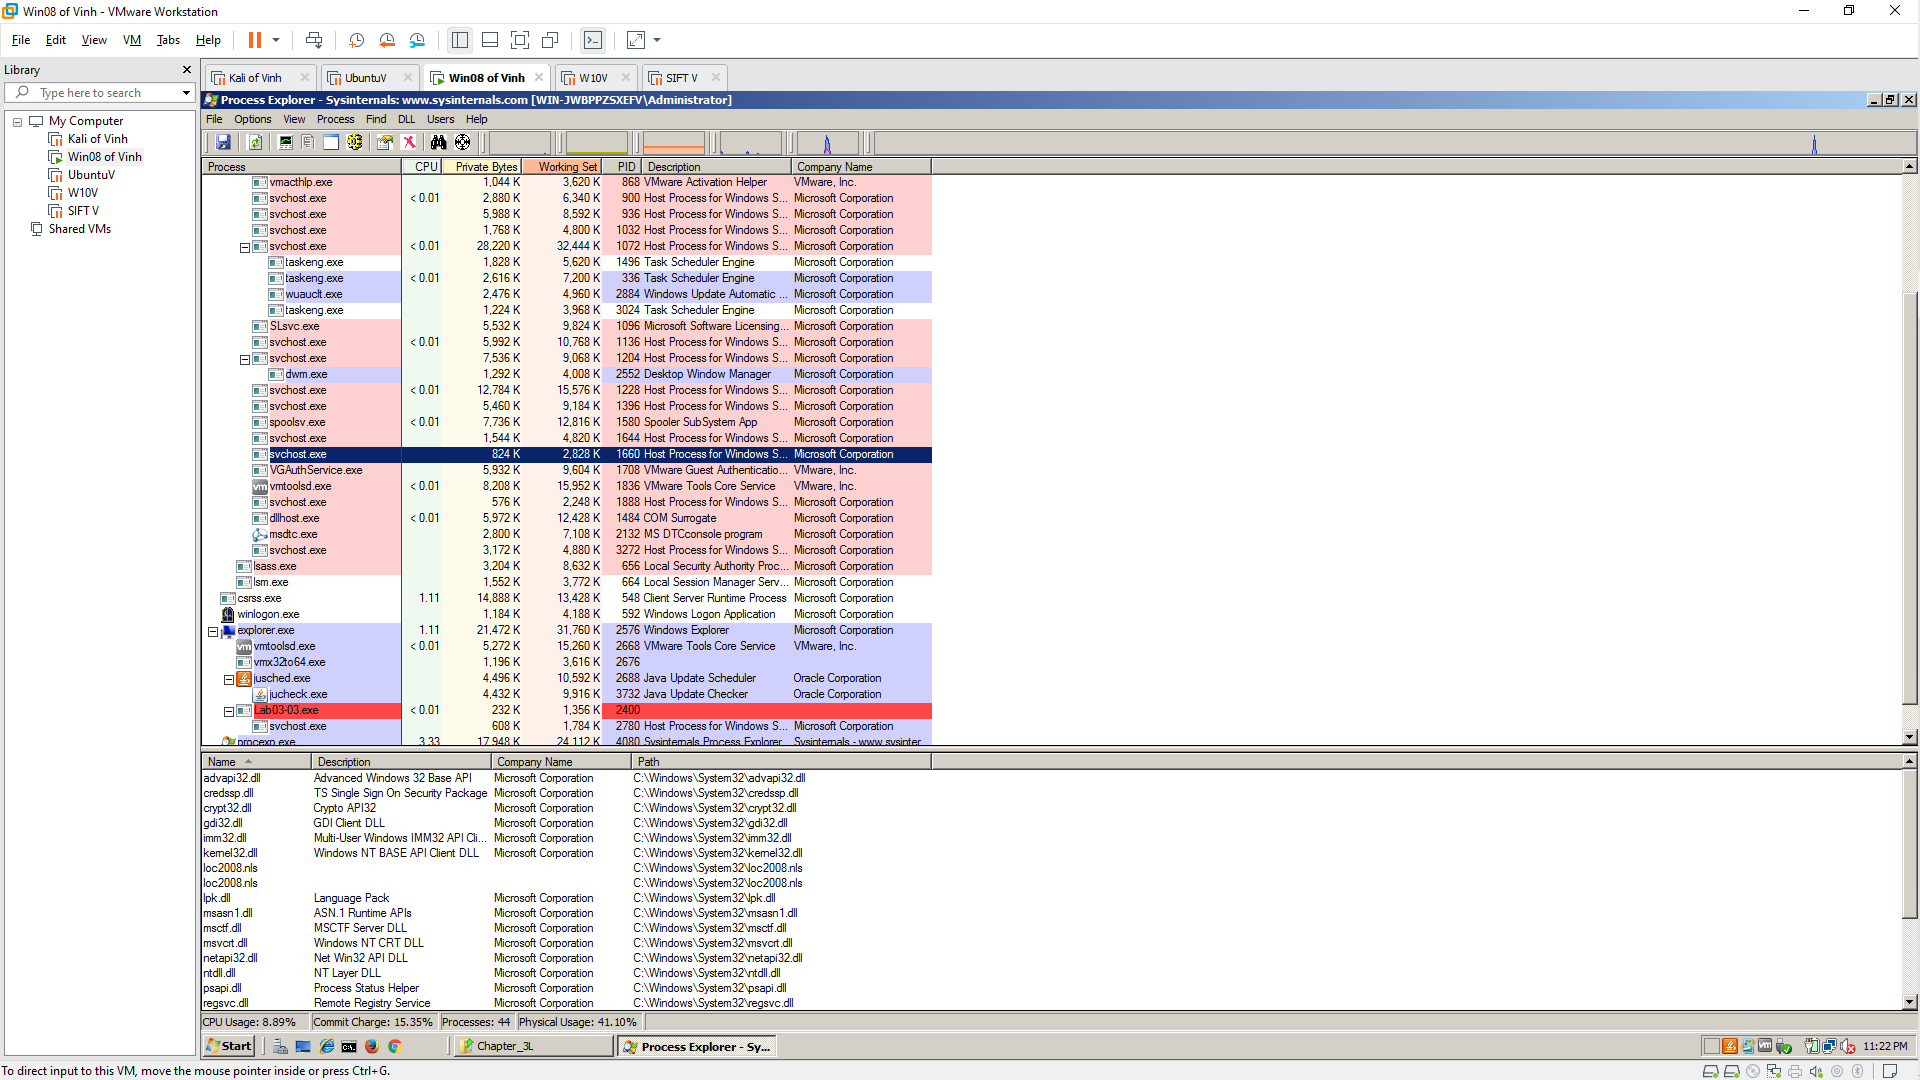 Win08 of Vinh - VMware Workstation
File Edit View VM Tabs Help
Library
Type here to search
My Computer
Kali of Vinh
Win08 of Vinh
UbuntuV
W10V
SIFT V
Shared VMs
Kali of Vinh UbuntuV Win08 of Vinh W10V SIFT V
Process Explorer - Sysinternals: www.sysinternals.com [WIN-JWBPPZSXEFV\Administrator]
File Options View Process Find DLL Users Help
Process CPU Private Bytes Working Set PID Description Company Name
vmacthlp.exe 1,044 K 3,620 K 868 VMware Activation Helper VMware, Inc.
svchost.exe < 0.01 2,880 K 6,340 K 900 Host Process for Windows S... Microsoft Corporation
svchost.exe 5,988 K 8,592 K 936 Host Process for Windows S... Microsoft Corporation
svchost.exe 1,768 K 4,800 K 1032 Host Process for Windows S... Microsoft Corporation
svchost.exe < 0.01 28,220 K 32,444 K 1072 Host Process for Windows S... Microsoft Corporation
taskeng.exe 1,828 K 5,620 K 1496 Task Scheduler Engine Microsoft Corporation
taskeng.exe < 0.01 2,616 K 7,200 K 336 Task Scheduler Engine Microsoft Corporation
wuauclt.exe 2,476 K 4,960 K 2884 Windows Update Automatic ... Microsoft Corporation
taskeng.exe 1,224 K 3,968 K 3024 Task Scheduler Engine Microsoft Corporation
SLsvc.exe 5,532 K 9,824 K 1096 Microsoft Software Licensing... Microsoft Corporation
svchost.exe < 0.01 5,992 K 10,768 K 1136 Host Process for Windows S... Microsoft Corporation
svchost.exe 7,536 K 9,068 K 1204 Host Process for Windows S... Microsoft Corporation
dwm.exe 1,292 K 4,008 K 2552 Desktop Window Manager Microsoft Corporation
svchost.exe < 0.01 12,784 K 15,576 K 1228 Host Process for Windows S... Microsoft Corporation
svchost.exe 5,460 K 9,184 K 1396 Host Process for Windows S... Microsoft Corporation
spoolsv.exe < 0.01 7,736 K 12,816 K 1580 Spooler SubSystem App Microsoft Corporation
svchost.exe 1,544 K 4,820 K 1644 Host Process for Windows S... Microsoft Corporation
svchost.exe 824 K 2,828 K 1660 Host Process for Windows S... Microsoft Corporation
VGAuthService.exe 5,932 K 9,604 K 1708 VMware Guest Authenticatio... VMware, Inc.
vmtoolsd.exe < 0.01 8,208 K 15,952 K 1836 VMware Tools Core Service VMware, Inc.
svchost.exe 576 K 2,248 K 1888 Host Process for Windows S... Microsoft Corporation
dllhost.exe < 0.01 5,972 K 12,428 K 1484 COM Surrogate Microsoft Corporation
msdtc.exe 2,800 K 7,108 K 2132 MS DTCconsole program Microsoft Corporation
svchost.exe 3,172 K 4,880 K 3272 Host Process for Windows S... Microsoft Corporation
lsass.exe 3,204 K 8,632 K 656 Local Security Authority Proc... Microsoft Corporation
lsm.exe 1,552 K 3,772 K 664 Local Session Manager Serv... Microsoft Corporation
csrss.exe 1.11 14,888 K 13,428 K 548 Client Server Runtime Process Microsoft Corporation
winlogon.exe 1,184 K 4,188 K 592 Windows Logon Application Microsoft Corporation
explorer.exe 1.11 21,472 K 31,760 K 2576 Windows Explorer Microsoft Corporation
vmtoolsd.exe < 0.01 5,272 K 15,260 K 2668 VMware Tools Core Service VMware, Inc.
vmx32to64.exe 1,196 K 3,616 K 2676
jusched.exe 4,496 K 10,592 K 2688 Java Update Scheduler Oracle Corporation
jucheck.exe 4,432 K 9,916 K 3732 Java Update Checker Oracle Corporation
Lab03-03.exe < 0.01 232 K 1,356 K 2400
svchost.exe 608 K 1,784 K 2780 Host Process for Windows S... Microsoft Corporation
procexp.exe 3.33 17,948 K 24,112 K 4080 Sysinternals Process Explorer Sysinternals - www.sysinter...
Name Description Company Name Path
advapi32.dll Advanced Windows 32 Base API Microsoft Corporation C:\Windows\System32\advapi32.dll
credssp.dll TS Single Sign On Security Package Microsoft Corporation C:\Windows\System32\credssp.dll
crypt32.dll Crypto API32 Microsoft Corporation C:\Windows\System32\crypt32.dll
gdi32.dll GDI Client DLL Microsoft Corporation C:\Windows\System32\gdi32.dll
imm32.dll Multi-User Windows IMM32 API Cli... Microsoft Corporation C:\Windows\System32\imm32.dll
kernel32.dll Windows NT BASE API Client DLL Microsoft Corporation C:\Windows\System32\kernel32.dll
loc2008.nls C:\Windows\System32\loc2008.nls
loc2008.nls C:\Windows\System32\loc2008.nls
lpk.dll Language Pack Microsoft Corporation C:\Windows\System32\lpk.dll
msasn1.dll ASN.1 Runtime APIs Microsoft Corporation C:\Windows\System32\msasn1.dll
msctf.dll MSCTF Server DLL Microsoft Corporation C:\Windows\System32\msctf.dll
msvcrt.dll Windows NT CRT DLL Microsoft Corporation C:\Windows\System32\msvcrt.dll
netapi32.dll Net Win32 API DLL Microsoft Corporation C:\Windows\System32\netapi32.dll
ntdll.dll NT Layer DLL Microsoft Corporation C:\Windows\System32\ntdll.dll
psapi.dll Process Status Helper Microsoft Corporation C:\Windows\System32\psapi.dll
regsvc.dll Remote Registry Service Microsoft Corporation C:\Windows\System32\regsvc.dll
CPU Usage: 8.89% Commit Charge: 15.35% Processes: 44 Physical Usage: 41.10%
Start Chapter_3L Process Explorer - Sy... 11:22 PM
To direct input to this VM, move the mouse pointer inside or press Ctrl+G.